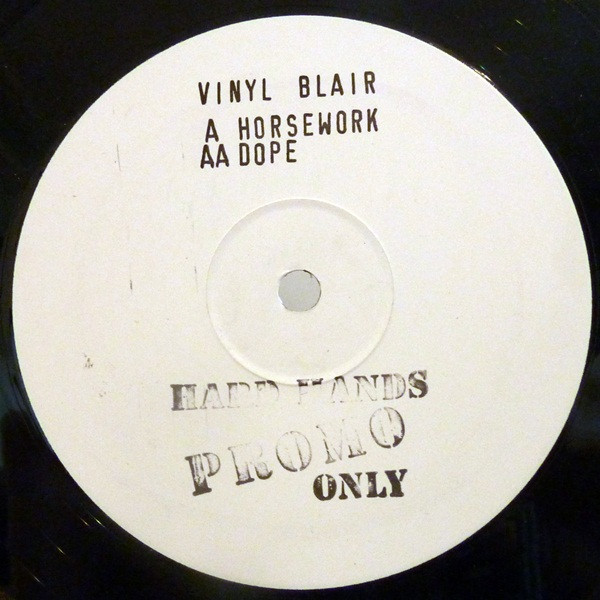 VINYL BLAIR
A HORSEWORK
AA DOPE
HARD HANDS
PROMO
ONLY